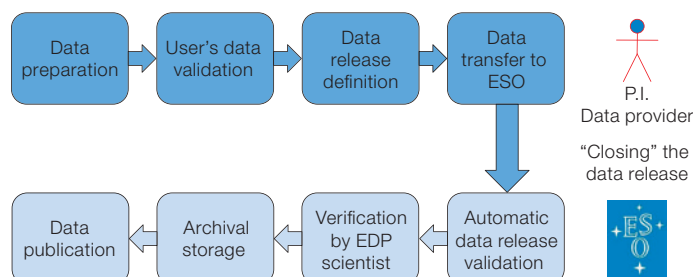 Data
preparation
User's data
validation
Data
release
definition
Data
transfer to
ESO
P.I.
Data provider
“Closing” the
data release
Data
publication
Archival
storage
Verification
by EDP
scientist
Automatic
data release
validation
ES
O